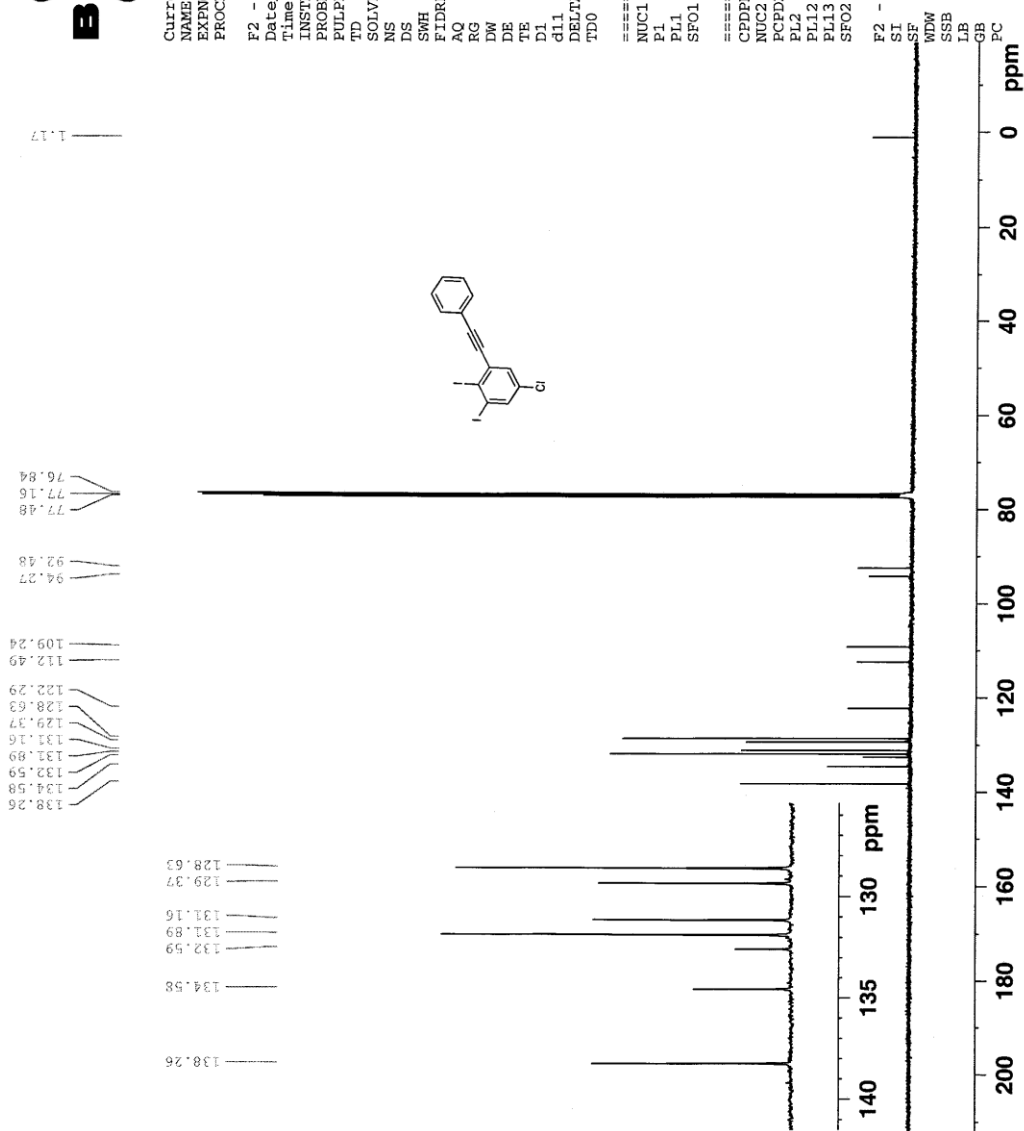 B
Curr
NAME
EXPN
PROC
F2 -
Date
Time
INST
PROB
PULP
TD
SOLV
NS
DS
SWH
FIDR
AQ
RG
DW
DE
TE
D1
d11
DELT
TD0
====
NUC1
P1
PL1
SFO1
====
CPDP
NUC2
PCPD
PL2
PL12
PL13
SFO2
F2 -
SI
SF
WDW
SSB
LB
GB
PC
1.17
76.84
77.16
77.48
92.48
94.27
109.24
112.49
122.29
128.63
129.37
131.16
131.89
132.59
134.58
138.26
I
I
Cl
128.63
129.37
131.16
131.89
132.59
134.58
138.26
140 135 130 ppm
200 180 160 140 120 100 80 60 40 20 0 ppm